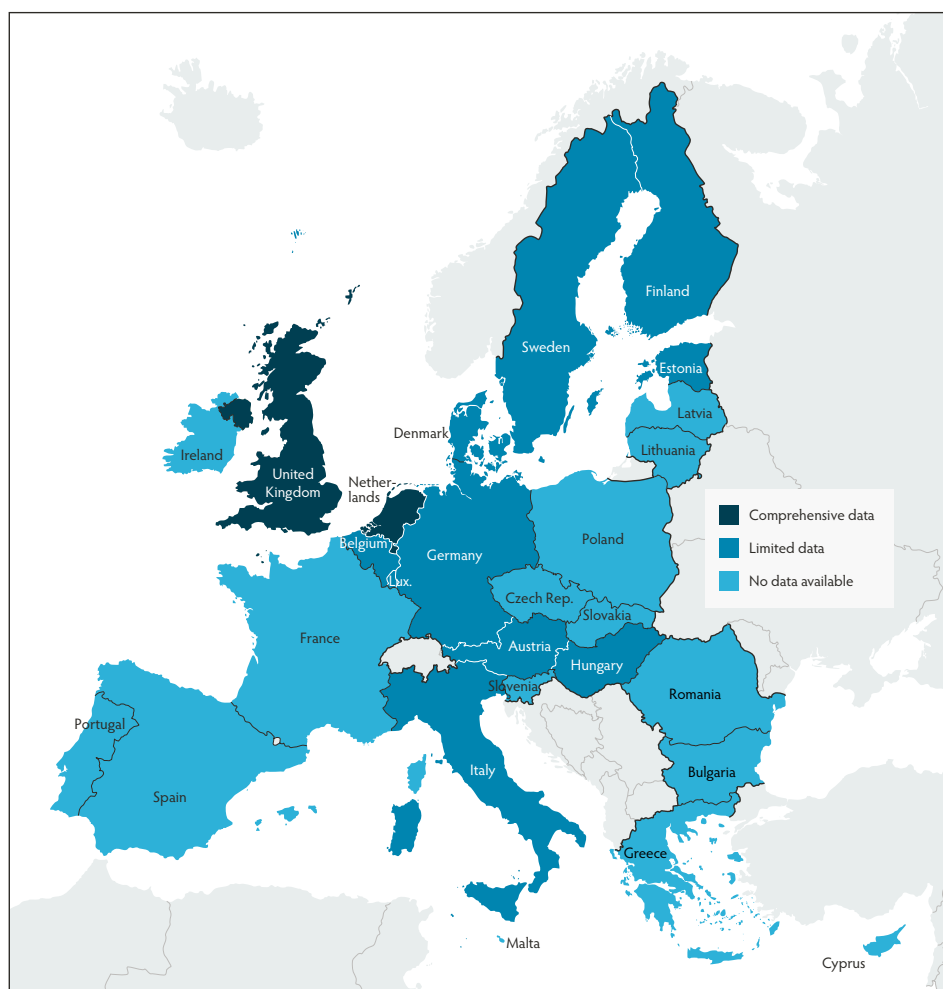 Finland
Sweden
Estonia
Latvia
Denmark
Lithuania
Ireland
United
Kingdom
Nether-
lands
Comprehensive data
Limited data
No data available
Belgium
Germany
Poland
Lux.
Czech Rep.
Slovakia
France
Austria
Hungary
Slovenia
Romania
Portugal
Italy
Bulgaria
Spain
Greece
Malta
Cyprus